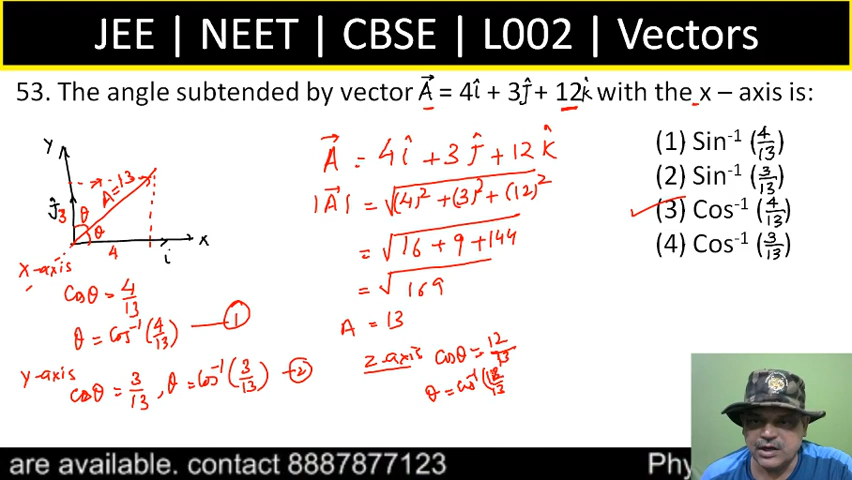 JEE | NEET | CBSE | L002 | Vectors
53. The angle subtended by vector A⃗ = 4î + 3ĵ + 12k̂ with the x – axis is:
(1) Sin⁻¹ (4/13)
(2) Sin⁻¹ (3/13)
(3) Cos⁻¹ (4/13)
(4) Cos⁻¹ (3/13)
Y
A=13
ĵ 3
θ
θ
4
x
i
A⃗ = 4î + 3ĵ + 12k̂
|A⃗| = √(4)² + (3)² + (12)²
= √16 + 9 + 144
= √169
A = 13
X-axis
cosθ = 4/13
θ = cos⁻¹(4/13) — 1
Y-axis
cosθ = 3/13, θ = cos⁻¹(3/13) — 2
Z-axis cosθ = 12/13
θ = cos⁻¹(12/13
are available. contact 8887877123
Phy